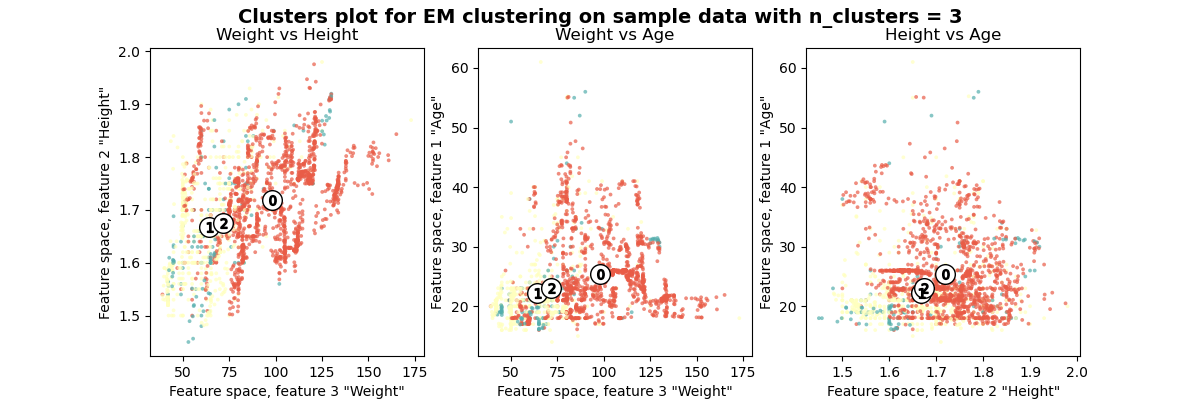 Clusters plot for EM clustering on sample data with n_clusters = 3
Weight vs Height
Feature space, feature 2 "Height"
2.0
1.9
1.8
1.7
1.6
1.5
1
2
0
50 75 100 125 150 175
Feature space, feature 3 "Weight"
Weight vs Age
Feature space, feature 1 "Age"
60
50
40
30
20
1
2
0
50 75 100 125 150 175
Feature space, feature 3 "Weight"
Height vs Age
Feature space, feature 1 "Age"
60
50
40
30
20
1
2
0
1.5 1.6 1.7 1.8 1.9 2.0
Feature space, feature 2 "Height"